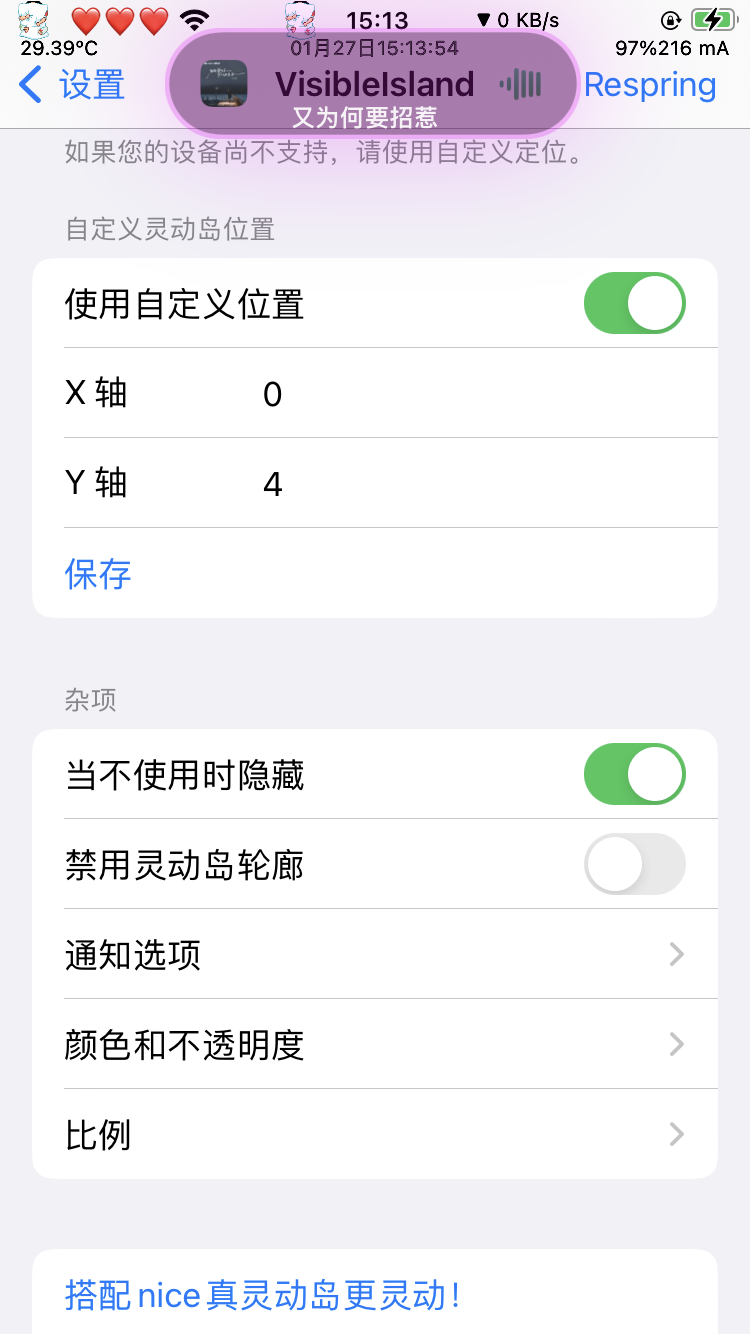 15:13
▼ 0 KB/s
29.39℃
01月27日15:13:54
97%216 mA
设置
VisibleIsland
Respring
又为何要招惹
如果您的设备尚不支持，请使用自定义定位。
自定义灵动岛位置
使用自定义位置
X 轴 0
Y 轴 4
保存
杂项
当不使用时隐藏
禁用灵动岛轮廊
通知选项
颜色和不透明度
比例
搭配 nice 真灵动岛更灵动！